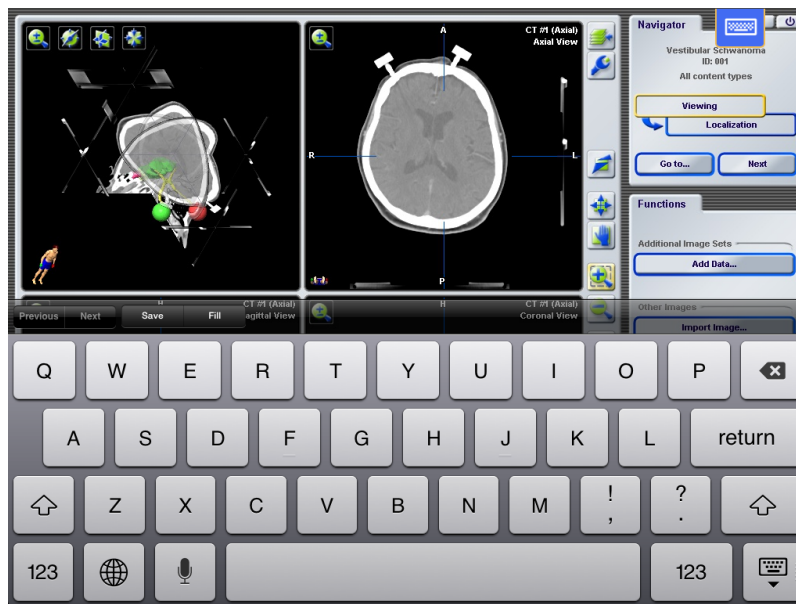 CT #1 (Axial)
Axial View
A
R
L
P
Navigator
Vestibular Schwanoma
ID: 001
All content types
Viewing
Localization
Go to...
Next
Functions
Additional Image Sets
Add Data...
Other Images
Import Image...
H
CT #1 (Axial)
Sagittal View
H
CT #1 (Axial)
Coronal View
Previous
Next
Save
Fill
Q W E R T Y U I O P
A S D F G H J K L return
Z X C V B N M ! , ? .
123 123